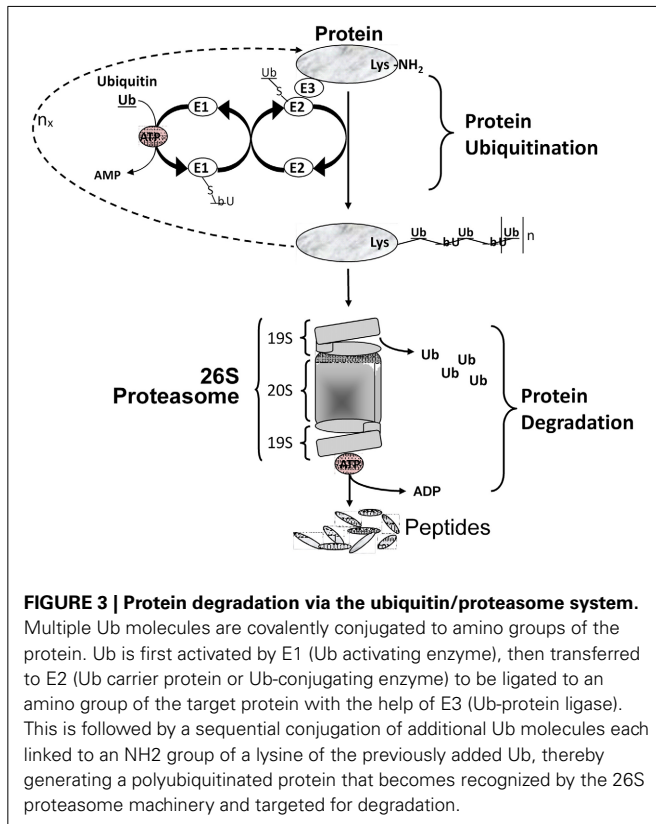 Protein
Lys -NH2
Ub
S
E3
Ubiquitin
Ub
E1
E2
nx
ATP
Protein
Ubiquitination
AMP
E1
E2
S
bU
Lys
Ub
bU
Ub
bU
Ub
n
19S
26S
Proteasome
20S
19S
Ub
Ub
Ub
Ub
Protein
Degradation
ATP
ADP
Peptides
FIGURE 3 | Protein degradation via the ubiquitin/proteasome system.
Multiple Ub molecules are covalently conjugated to amino groups of the
protein. Ub is first activated by E1 (Ub activating enzyme), then transferred
to E2 (Ub carrier protein or Ub-conjugating enzyme) to be ligated to an
amino group of the target protein with the help of E3 (Ub-protein ligase).
This is followed by a sequential conjugation of additional Ub molecules each
linked to an NH2 group of a lysine of the previously added Ub, thereby
generating a polyubiquitinated protein that becomes recognized by the 26S
proteasome machinery and targeted for degradation.